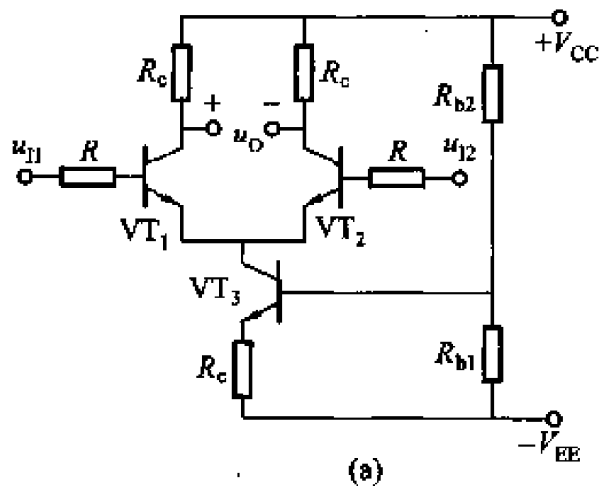 +V_CC
R_c
R_c
R_b2
+
−
u_O
u_I1
R
R
u_I2
VT_1
VT_2
VT_3
R_e
R_b1
−V_EE
(a)